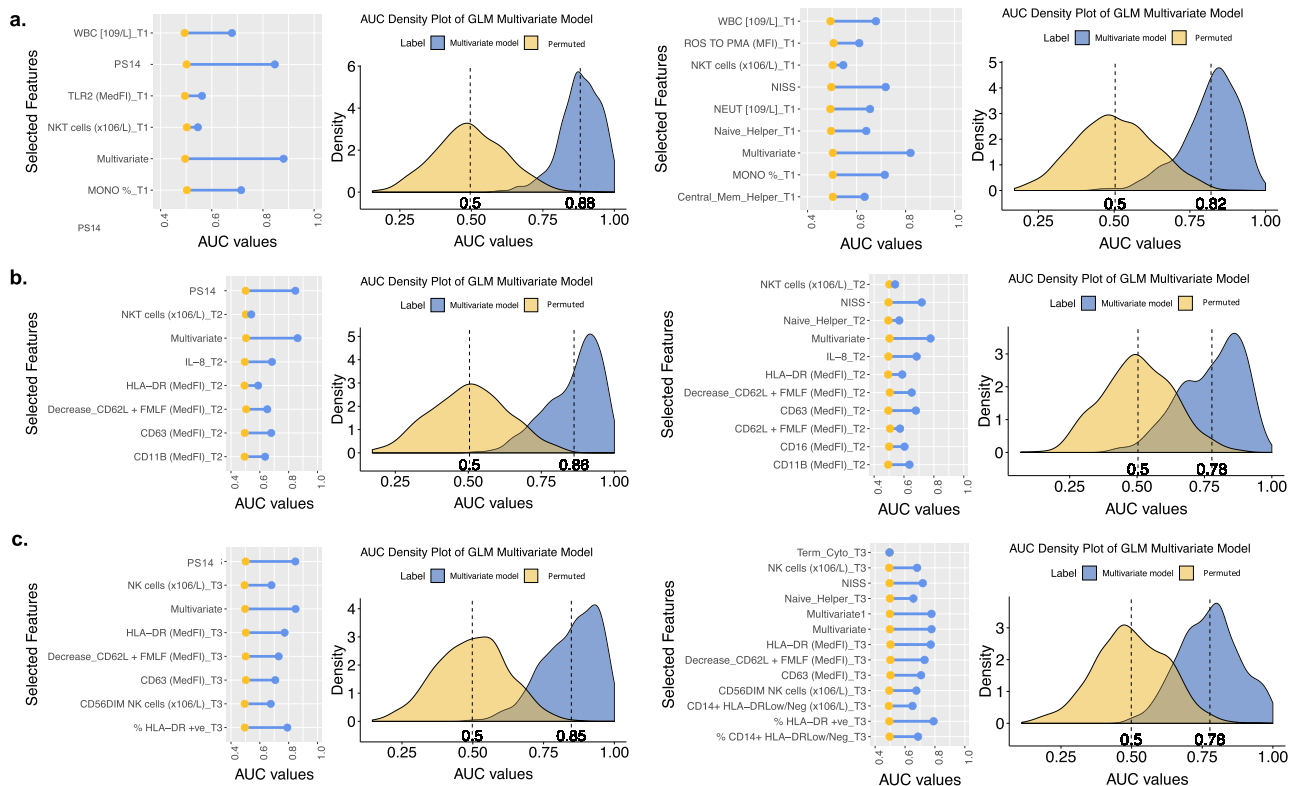 a.
Selected Features
WBC [109/L]_T1
PS14
TLR2 (MedFI)_T1
NKT cells (x106/L)_T1
Multivariate
MONO %_T1
PS14
0.4 0.6 0.8 1.0
AUC values
AUC Density Plot of GLM Multivariate Model
Label Multivariate model Permuted
Density
6
4
2
0
0.5 0.88
0.25 0.75 1.00
AUC values
Selected Features
WBC [109/L]_T1
ROS TO PMA (MFI)_T1
NKT cells (x106/L)_T1
NISS
NEUT [109/L]_T1
Naive_Helper_T1
Multivariate
MONO %_T1
Central_Mem_Helper_T1
0.4 0.6 0.8 1.0
AUC values
AUC Density Plot of GLM Multivariate Model
Label Multivariate model Permuted
Density
5
4
3
2
1
0
0.5 0.82
0.25 0.50 0.75 1.00
AUC values
b.
Selected Features
PS14
NKT cells (x106/L)_T2
Multivariate
IL−8_T2
HLA−DR (MedFI)_T2
Decrease_CD62L + FMLF (MedFI)_T2
CD63 (MedFI)_T2
CD11B (MedFI)_T2
0.4 0.6 0.8 1.0
AUC values
AUC Density Plot of GLM Multivariate Model
Label Multivariate model Permuted
Density
5
4
3
2
1
0
0.5 0.86
0.25 0.50 0.75 1.00
AUC values
Selected Features
NKT cells (x106/L)_T2
NISS
Naive_Helper_T2
Multivariate
IL−8_T2
HLA−DR (MedFI)_T2
Decrease_CD62L + FMLF (MedFI)_T2
CD63 (MedFI)_T2
CD62L + FMLF (MedFI)_T2
CD16 (MedFI)_T2
CD11B (MedFI)_T2
0.4 0.6 0.8 1.0
AUC values
AUC Density Plot of GLM Multivariate Model
Label Multivariate model Permuted
Density
3
2
1
0
0.5 0.78
0.25 0.50 0.75 1.00
AUC values
c.
Selected Features
PS14
NK cells (x106/L)_T3
Multivariate
HLA−DR (MedFI)_T3
Decrease_CD62L + FMLF (MedFI)_T3
CD63 (MedFI)_T3
CD56DIM NK cells (x106/L)_T3
% HLA−DR +ve_T3
0.4 0.6 0.8 1.0
AUC values
AUC Density Plot of GLM Multivariate Model
Label Multivariate model Permuted
Density
4
3
2
1
0
0.5 0.85
0.25 0.50 0.75 1.00
AUC values
Selected Features
Term_Cyto_T3
NK cells (x106/L)_T3
NISS
Naive_Helper_T3
Multivariate1
Multivariate
HLA−DR (MedFI)_T3
Decrease_CD62L + FMLF (MedFI)_T3
CD63 (MedFI)_T3
CD56DIM NK cells (x106/L)_T3
CD14+ HLA−DRLow/Neg (x106/L)_T3
% HLA−DR +ve_T3
% CD14+ HLA−DRLow/Neg_T3
0.4 0.6 0.8 1.0
AUC values
AUC Density Plot of GLM Multivariate Model
Label Multivariate model Permuted
Density
3
2
1
0
0.5 0.78
0.25 0.50 0.75 1.00
AUC values